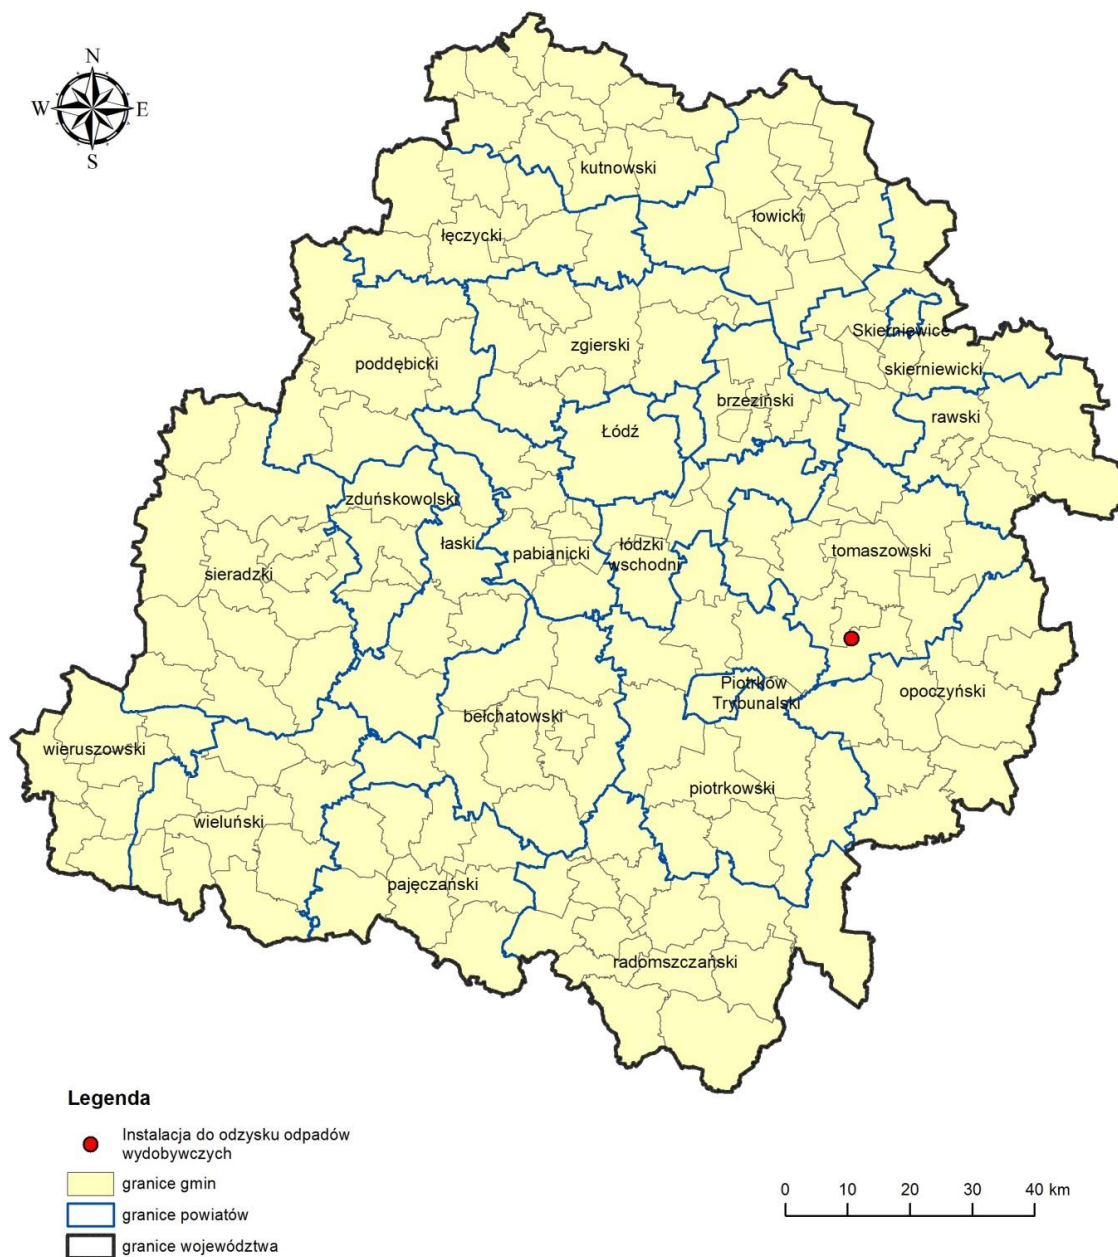 N
W
E
S
kutnowski
łowicki
łęczycki
Skierniewice
zgierski
poddębicki
skierniewicki
brzeziński
rawski
Łódź
zduńskowolski
łaski
pabianicki
łódzki
wschodni
tomaszowski
sieradzki
Piotrków
Trybunalski
opoczyński
bełchatowski
wieruszowski
piotrkowski
wieluński
pajęczański
radomszczański
Legenda
Instalacja do odzysku odpadów
wydobywczych
granice gmin
granice powiatów
granice województwa
0 10 20 30 40 km